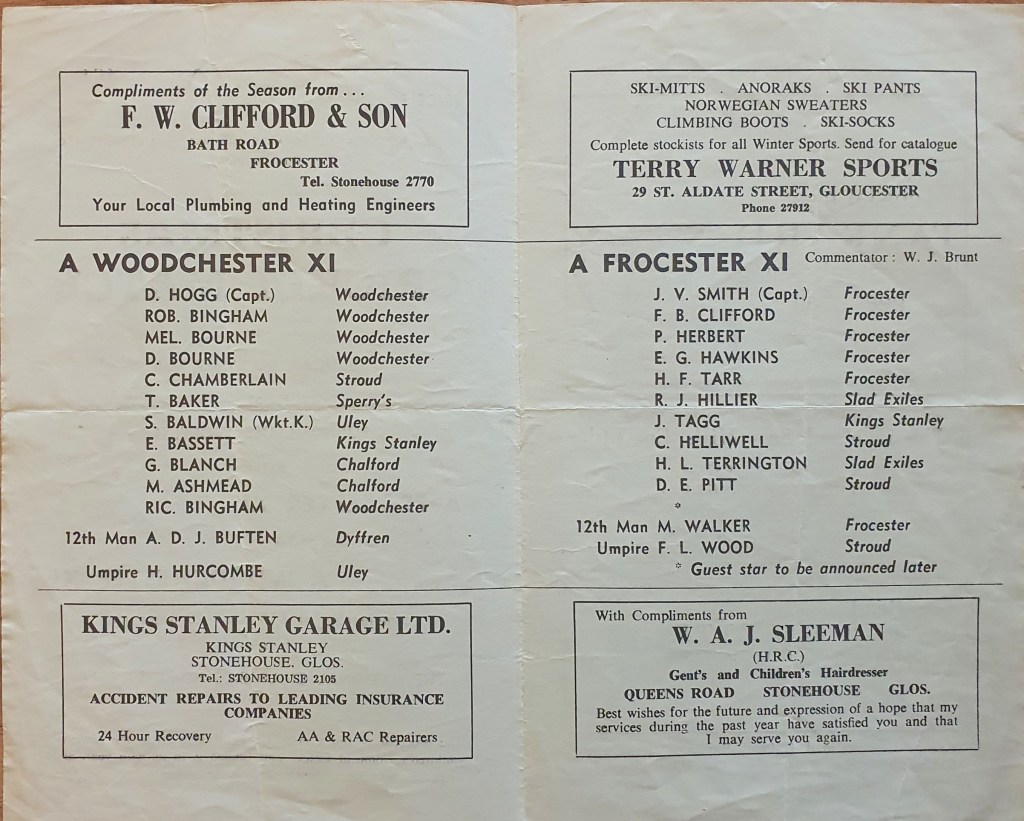 Compliments of the Season from...
F. W. CLIFFORD & SON
BATH ROAD
FROCESTER
Tel. Stonehouse 2770
Your Local Plumbing and Heating Engineers
A WOODCHESTER XI
D. HOGG (Capt.) Woodchester
ROB. BINGHAM Woodchester
MEL. BOURNE Woodchester
D. BOURNE Woodchester
C. CHAMBERLAIN Stroud
T. BAKER Sperry's
S. BALDWIN (Wkt.K.) Uley
E. BASSETT Kings Stanley
G. BLANCH Chalford
M. ASHMEAD Chalford
RIC. BINGHAM Woodchester
12th Man A. D. J. BUFTEN Dyffren
Umpire H. HURCOMBE Uley
KINGS STANLEY GARAGE LTD.
KINGS STANLEY
STONEHOUSE. GLOS.
Tel.: STONEHOUSE 2105
ACCIDENT REPAIRS TO LEADING INSURANCE
COMPANIES
24 Hour Recovery AA & RAC Repairers
SKI-MITTS . ANORAKS . SKI PANTS
NORWEGIAN SWEATERS
CLIMBING BOOTS . SKI-SOCKS
Complete stockists for all Winter Sports. Send for catalogue
TERRY WARNER SPORTS
29 ST. ALDATE STREET, GLOUCESTER
Phone 27912
A FROCESTER XI Commentator: W. J. Brunt
J. V. SMITH (Capt.) Frocester
F. B. CLIFFORD Frocester
P. HERBERT Frocester
E. G. HAWKINS Frocester
H. F. TARR Frocester
R. J. HILLIER Slad Exiles
J. TAGG Kings Stanley
C. HELLIWELL Stroud
H. L. TERRINGTON Slad Exiles
D. E. PITT Stroud
*
12th Man M. WALKER Frocester
Umpire F. L. WOOD Stroud
* Guest star to be announced later
With Compliments from
W. A. J. SLEEMAN
(H.R.C.)
Gent's and Children's Hairdresser
QUEENS ROAD STONEHOUSE GLOS.
Best wishes for the future and expression of a hope that my
services during the past year have satisfied you and that
I may serve you again.